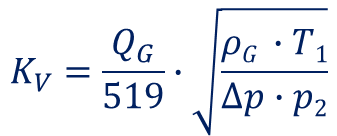 K_V = Q_G / 519 · √(ρ_G · T_1 / (Δp · p_2))